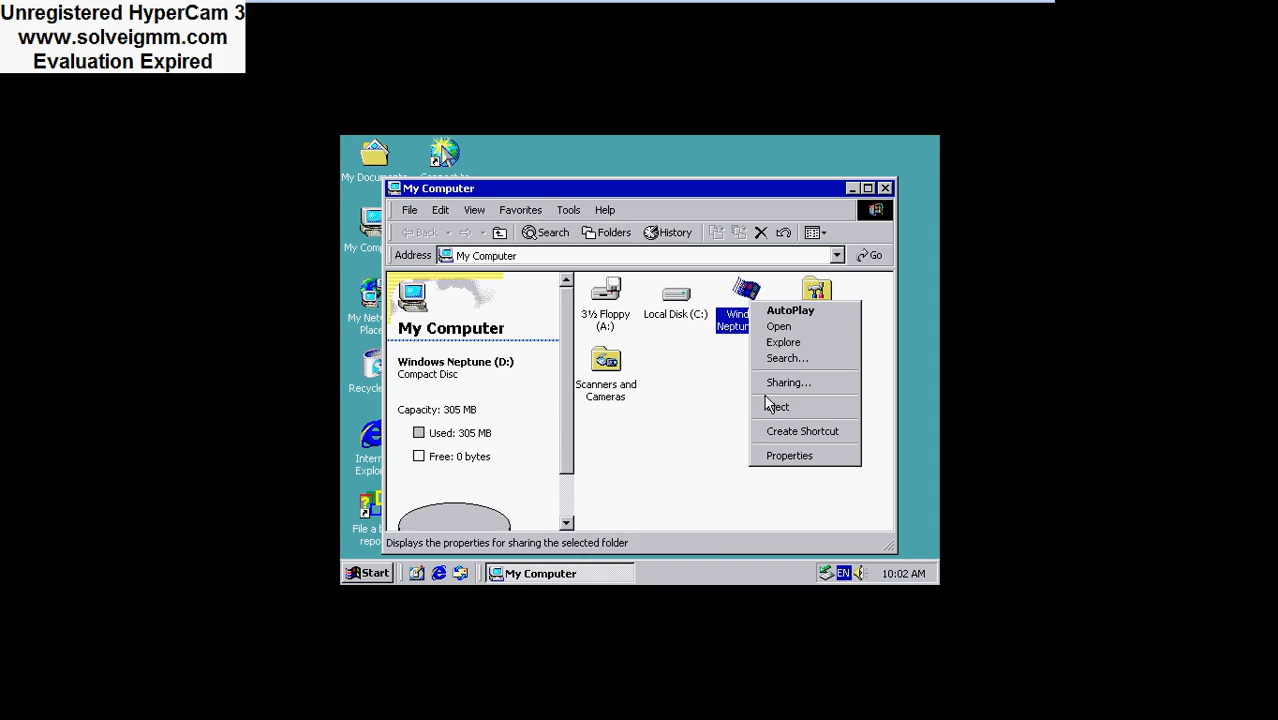 Unregistered HyperCam 3
www.solveigmm.com
Evaluation Expired
My Computer
File Edit View Favorites Tools Help
Back Search Folders History
Address My Computer Go
My Computer
Windows Neptune (D:)
Compact Disc
Capacity: 305 MB
Used: 305 MB
Free: 0 bytes
3½ Floppy
(A:)
Local Disk (C:)
Scanners and
Cameras
AutoPlay
Open
Explore
Search...
Sharing...
Create Shortcut
Properties
My
My
My
File a
Displays the properties for sharing the selected folder
Start My Computer EN 10:02 AM